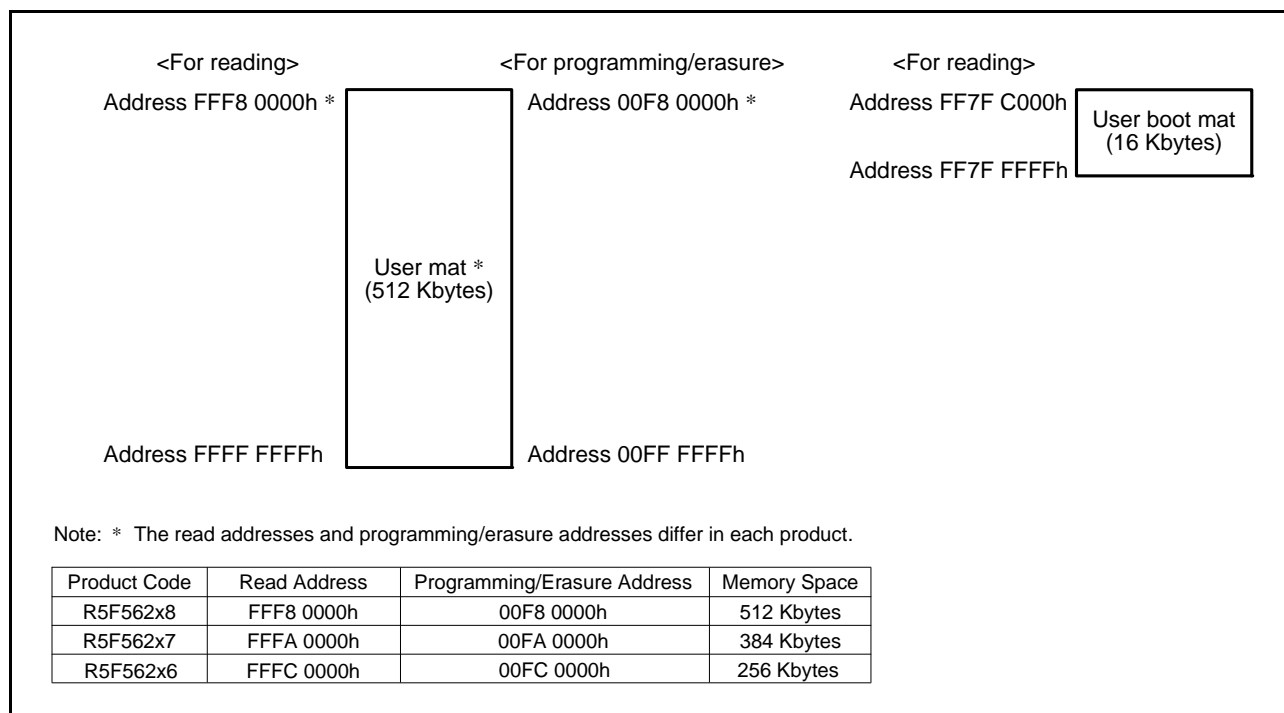 <For reading> <For programming/erasure> <For reading>
Address FFF8 0000h * Address 00F8 0000h * Address FF7F C000h
User boot mat
(16 Kbytes)
Address FF7F FFFFh
User mat *
(512 Kbytes)
Address FFFF FFFFh Address 00FF FFFFh
Note: * The read addresses and programming/erasure addresses differ in each product.
Product Code Read Address Programming/Erasure Address Memory Space
R5F562x8 FFF8 0000h 00F8 0000h 512 Kbytes
R5F562x7 FFFA 0000h 00FA 0000h 384 Kbytes
R5F562x6 FFFC 0000h 00FC 0000h 256 Kbytes